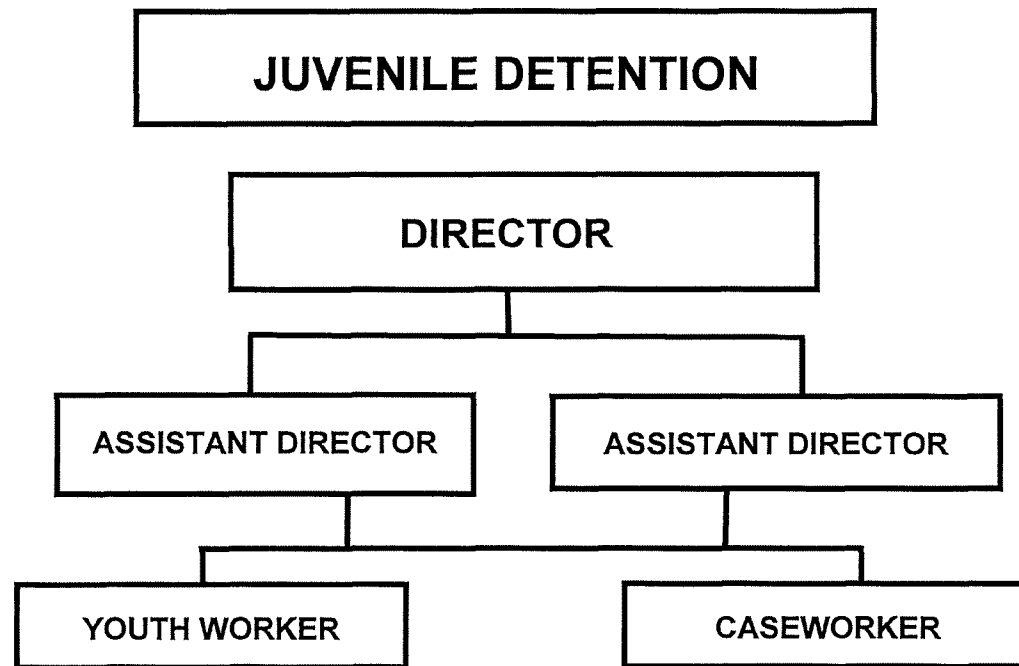 JUVENILE DETENTION
DIRECTOR
ASSISTANT DIRECTOR
ASSISTANT DIRECTOR
YOUTH WORKER
CASEWORKER